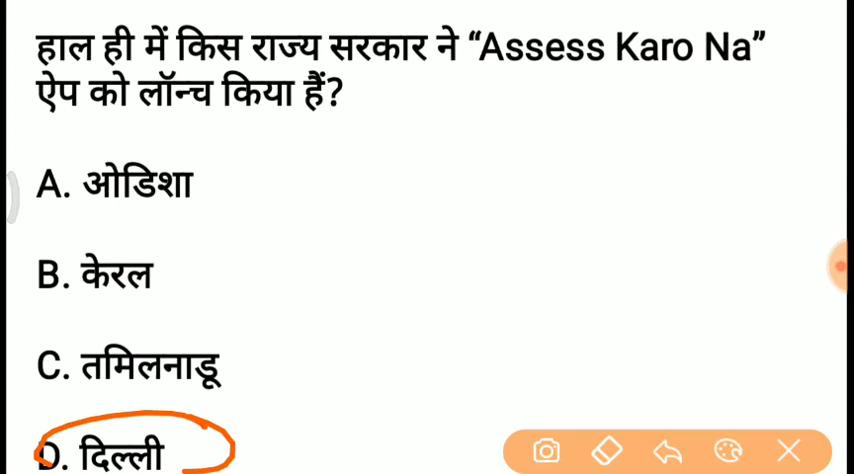 हाल ही में किस राज्य सरकार ने “Assess Karo Na”
ऐप को लॉन्च किया हैं?
A. ओडिशा
B. केरल
C. तमिलनाडू
D. दिल्ली